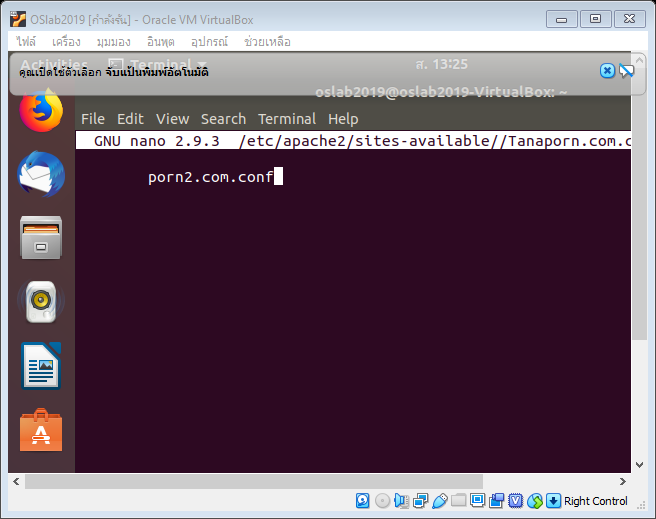 OSlab2019 [กำลังรัน] - Oracle VM VirtualBox
ไฟล์ เครื่อง มุมมอง อินพุต อุปกรณ์ ช่วยเหลือ
Activities Terminal ส. 13:25
คุณเปิดใช้ตัวเลือก จับแป้นพิมพ์อัตโนมัติ
oslab2019@oslab2019-VirtualBox: ~
File Edit View Search Terminal Help
GNU nano 2.9.3 /etc/apache2/sites-available//Tanaporn.com.c
porn2.com.conf
Right Control